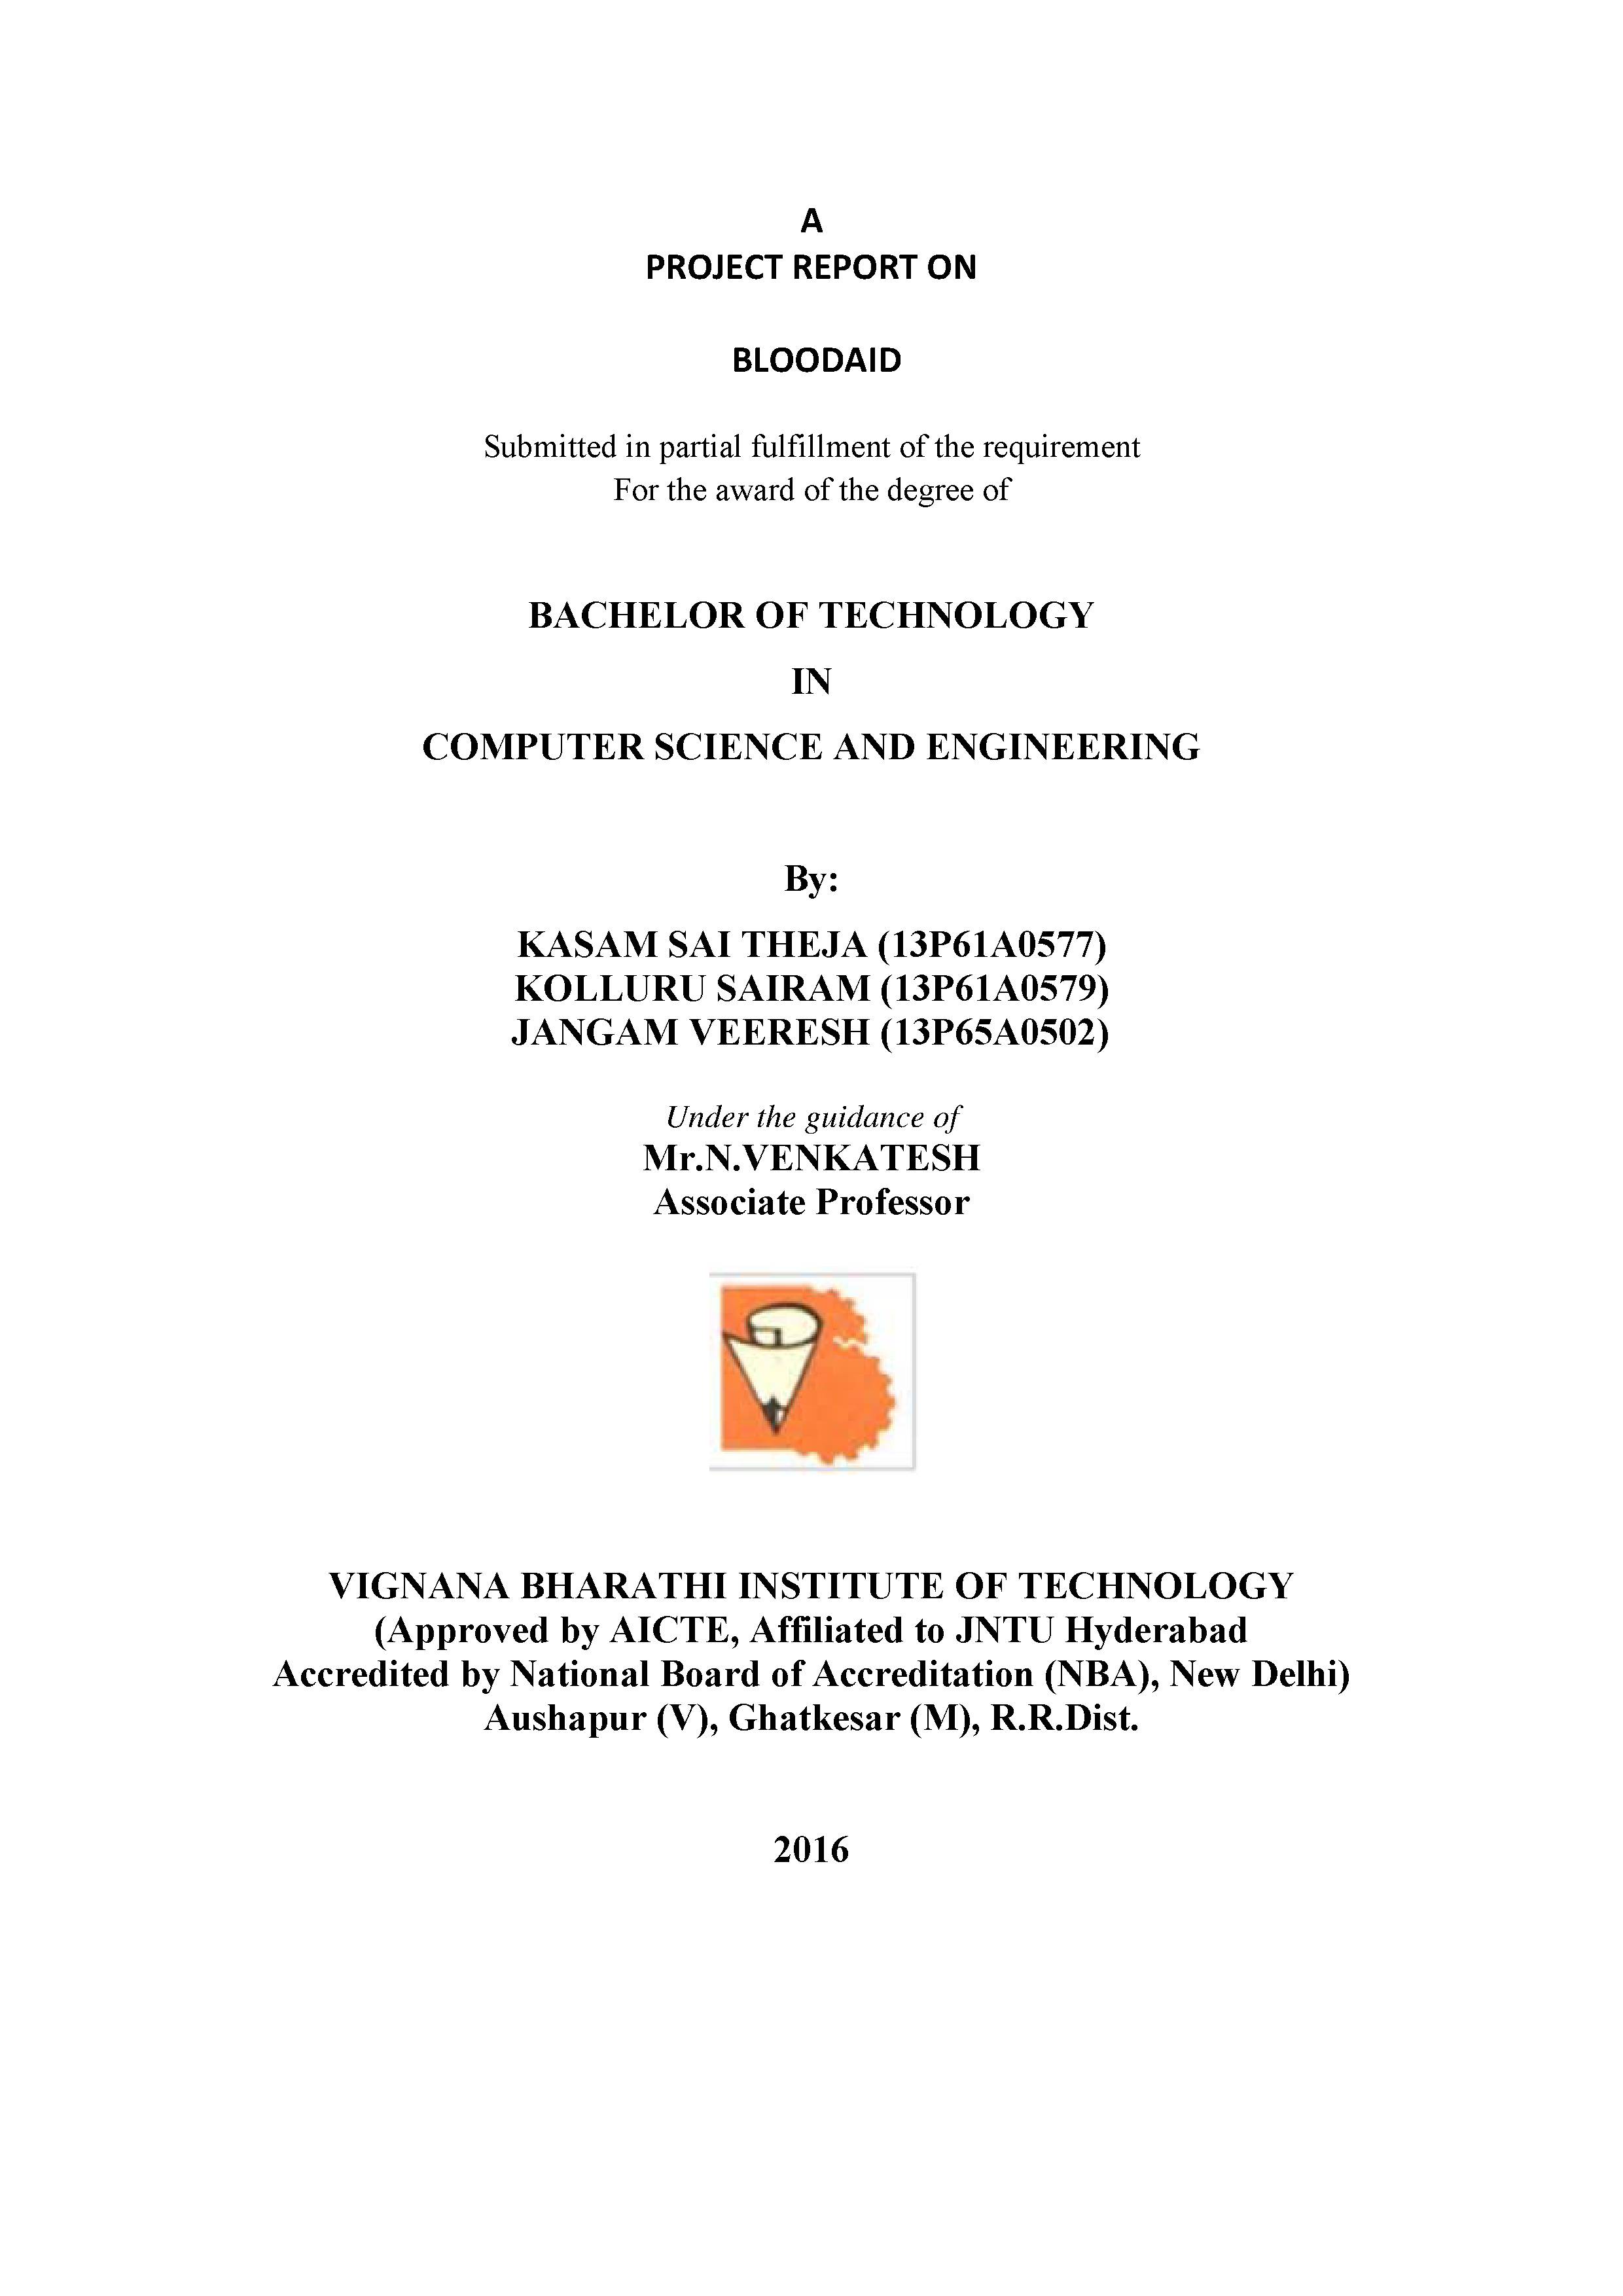 A
PROJECT REPORT ON
BLOODAID
Submitted in partial fulfillment of the requirement
For the award of the degree of
BACHELOR OF TECHNOLOGY
IN
COMPUTER SCIENCE AND ENGINEERING
By:
KASAM SAI THEJA (13P61A0577)
KOLLURU SAIRAM (13P61A0579)
JANGAM VEERESH (13P65A0502)
Under the guidance of
Mr.N.VENKATESH
Associate Professor
VIGNANA BHARATHI INSTITUTE OF TECHNOLOGY
(Approved by AICTE, Affiliated to JNTU Hyderabad
Accredited by National Board of Accreditation (NBA), New Delhi)
Aushapur (V), Ghatkesar (M), R.R.Dist.
2016